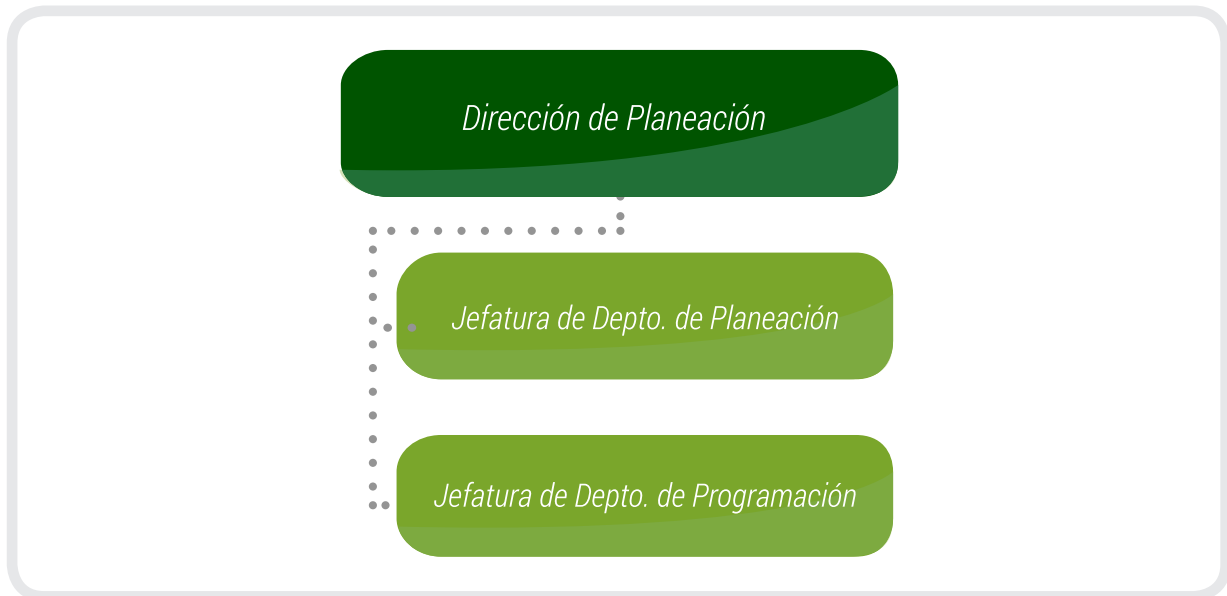 Dirección de Planeación
Jefatura de Depto. de Planeación
Jefatura de Depto. de Programación